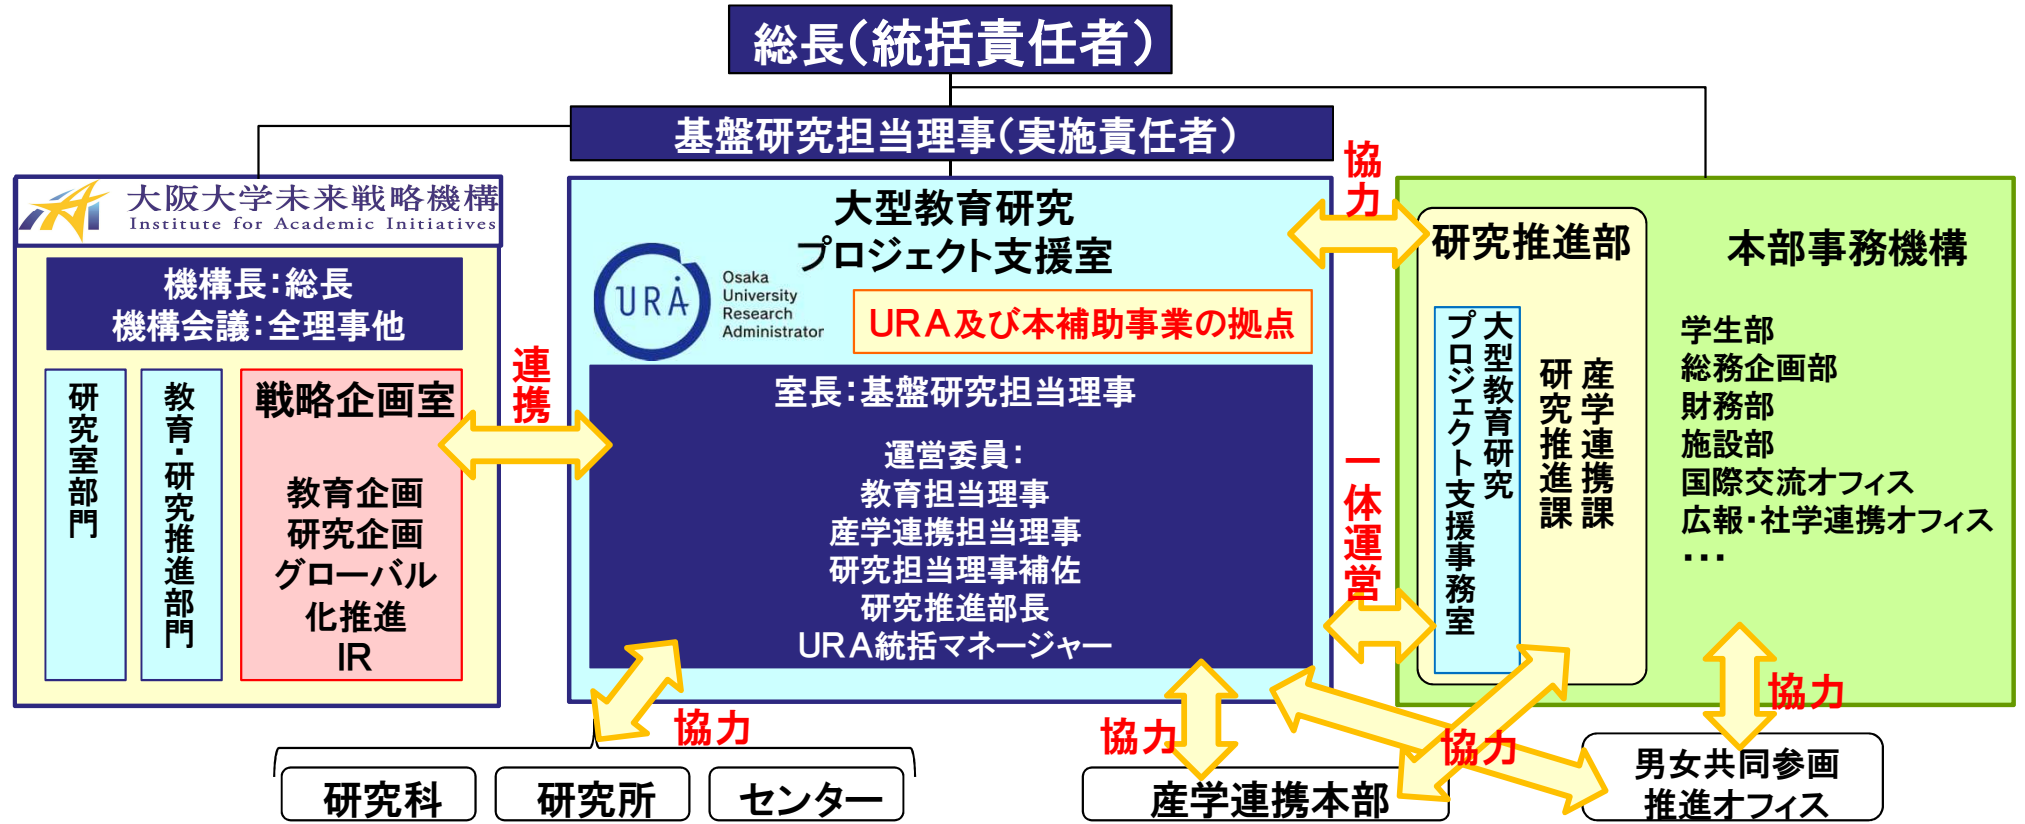 総長（統括責任者）
基盤研究担当理事（実施責任者）
大阪大学未来戦略機構
Institute for Academic Initiatives
機構長：総長
機構会議：全理事他
研究室部門
教育・研究推進部門
戦略企画室
教育企画
研究企画
グローバル
化推進
IR
連携
大型教育研究
プロジェクト支援室
URA
Osaka
University
Research
Administrator
URA及び本補助事業の拠点
室長：基盤研究担当理事
運営委員：
教育担当理事
産学連携担当理事
研究担当理事補佐
研究推進部長
URA統括マネージャー
協力
一体運営
研究推進部
大型教育研究
プロジェクト支援事務室
産学連携課
研究推進課
本部事務機構
学生部
総務企画部
財務部
施設部
国際交流オフィス
広報・社学連携オフィス
・・・
協力
協力
協力
協力
研究科
研究所
センター
産学連携本部
男女共同参画
推進オフィス